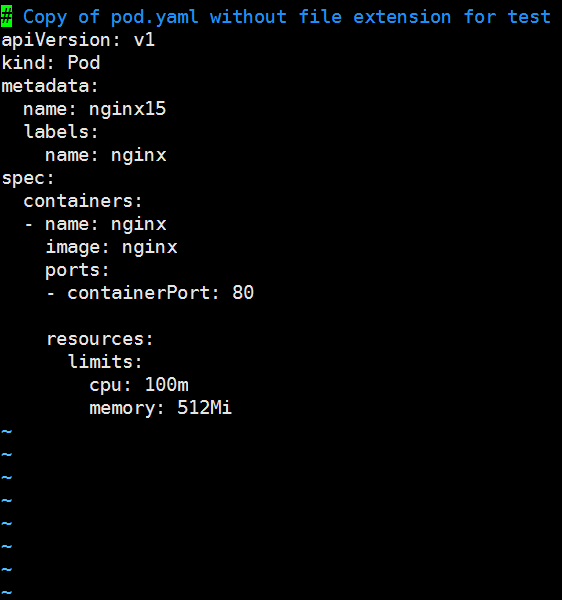 # Copy of pod.yaml without file extension for test
apiVersion: v1
kind: Pod
metadata:
  name: nginx15
  labels:
    name: nginx
spec:
  containers:
  - name: nginx
    image: nginx
    ports:
    - containerPort: 80

    resources:
      limits:
        cpu: 100m
        memory: 512Mi
~
~
~
~
~
~
~
~